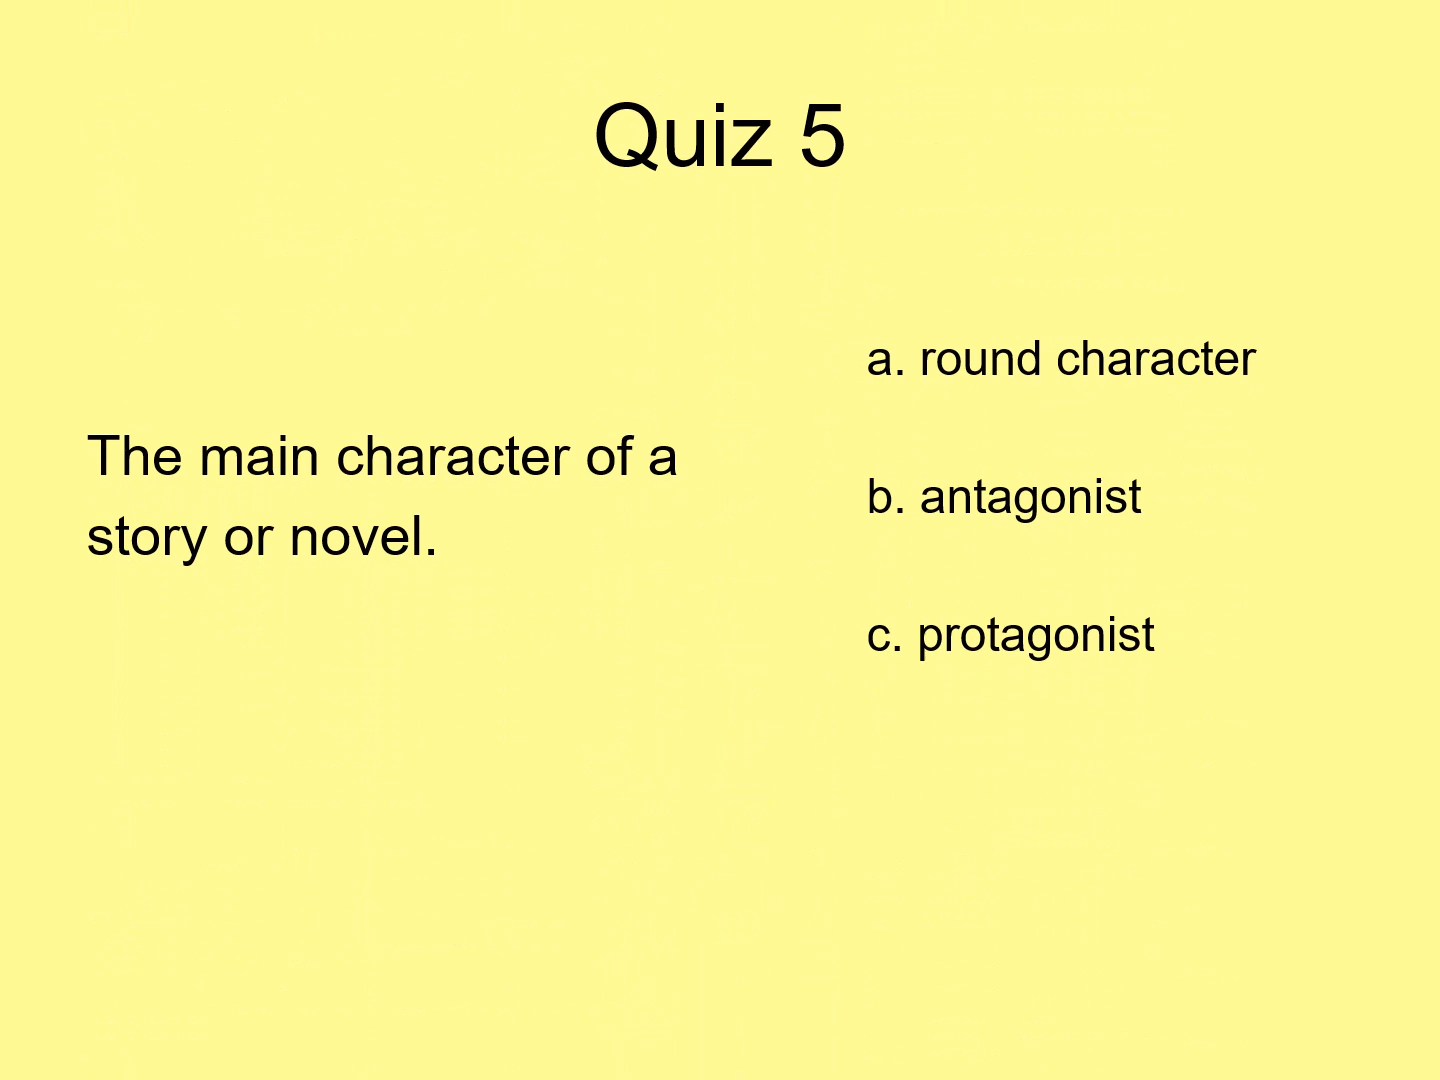 Quiz 5
The main character of a
story or novel.
a. round character
b. antagonist
c. protagonist